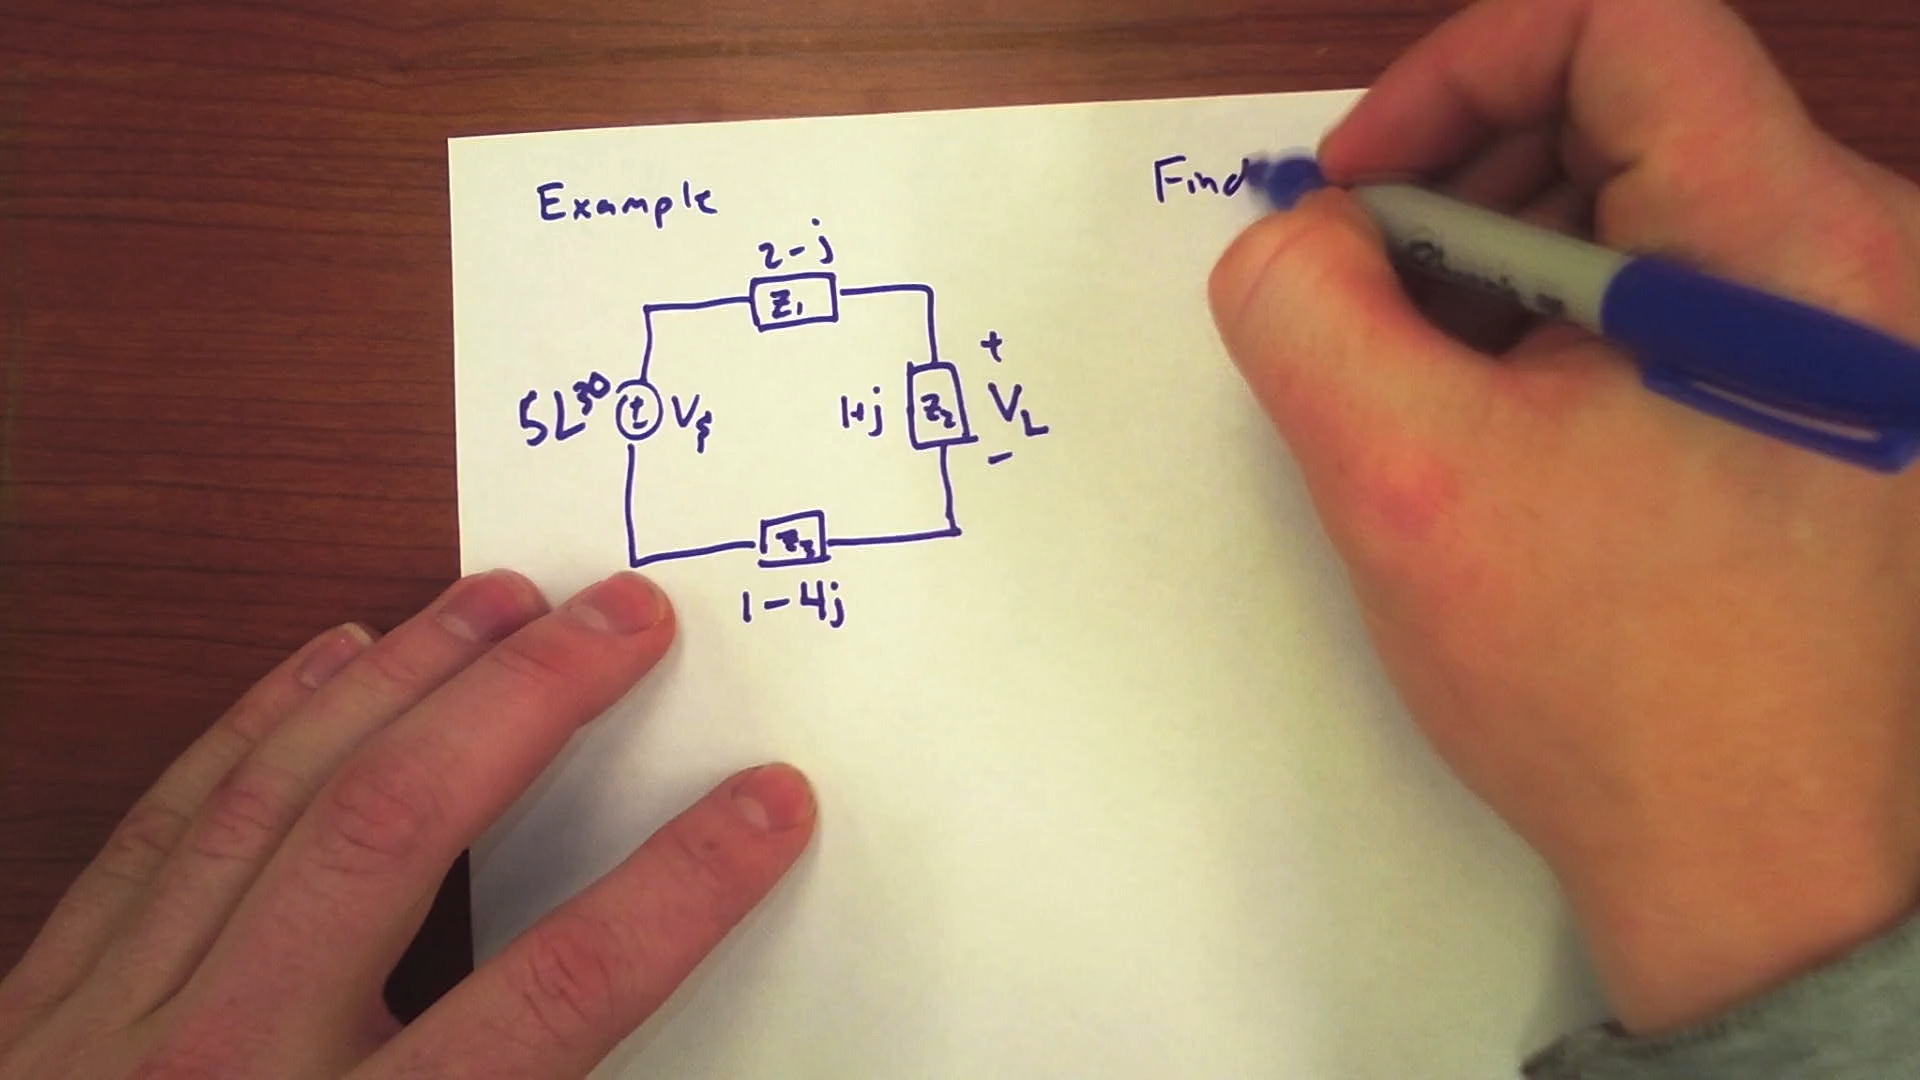 Example
Find
2-j
Z1
5∠30
Vs
1+j
Z2
+
VL
-
Z3
1-4j